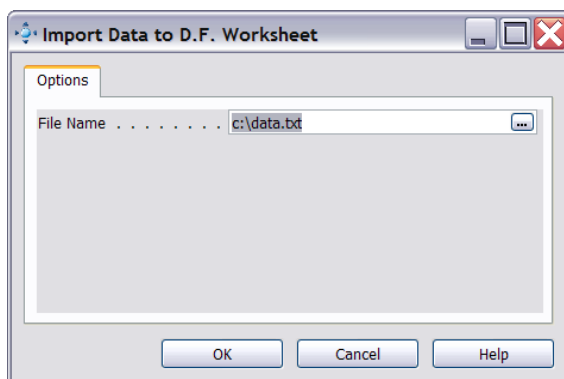 Import Data to D.F. Worksheet
Options
File Name . . . . . . . . c:\data.txt ...
OK Cancel Help